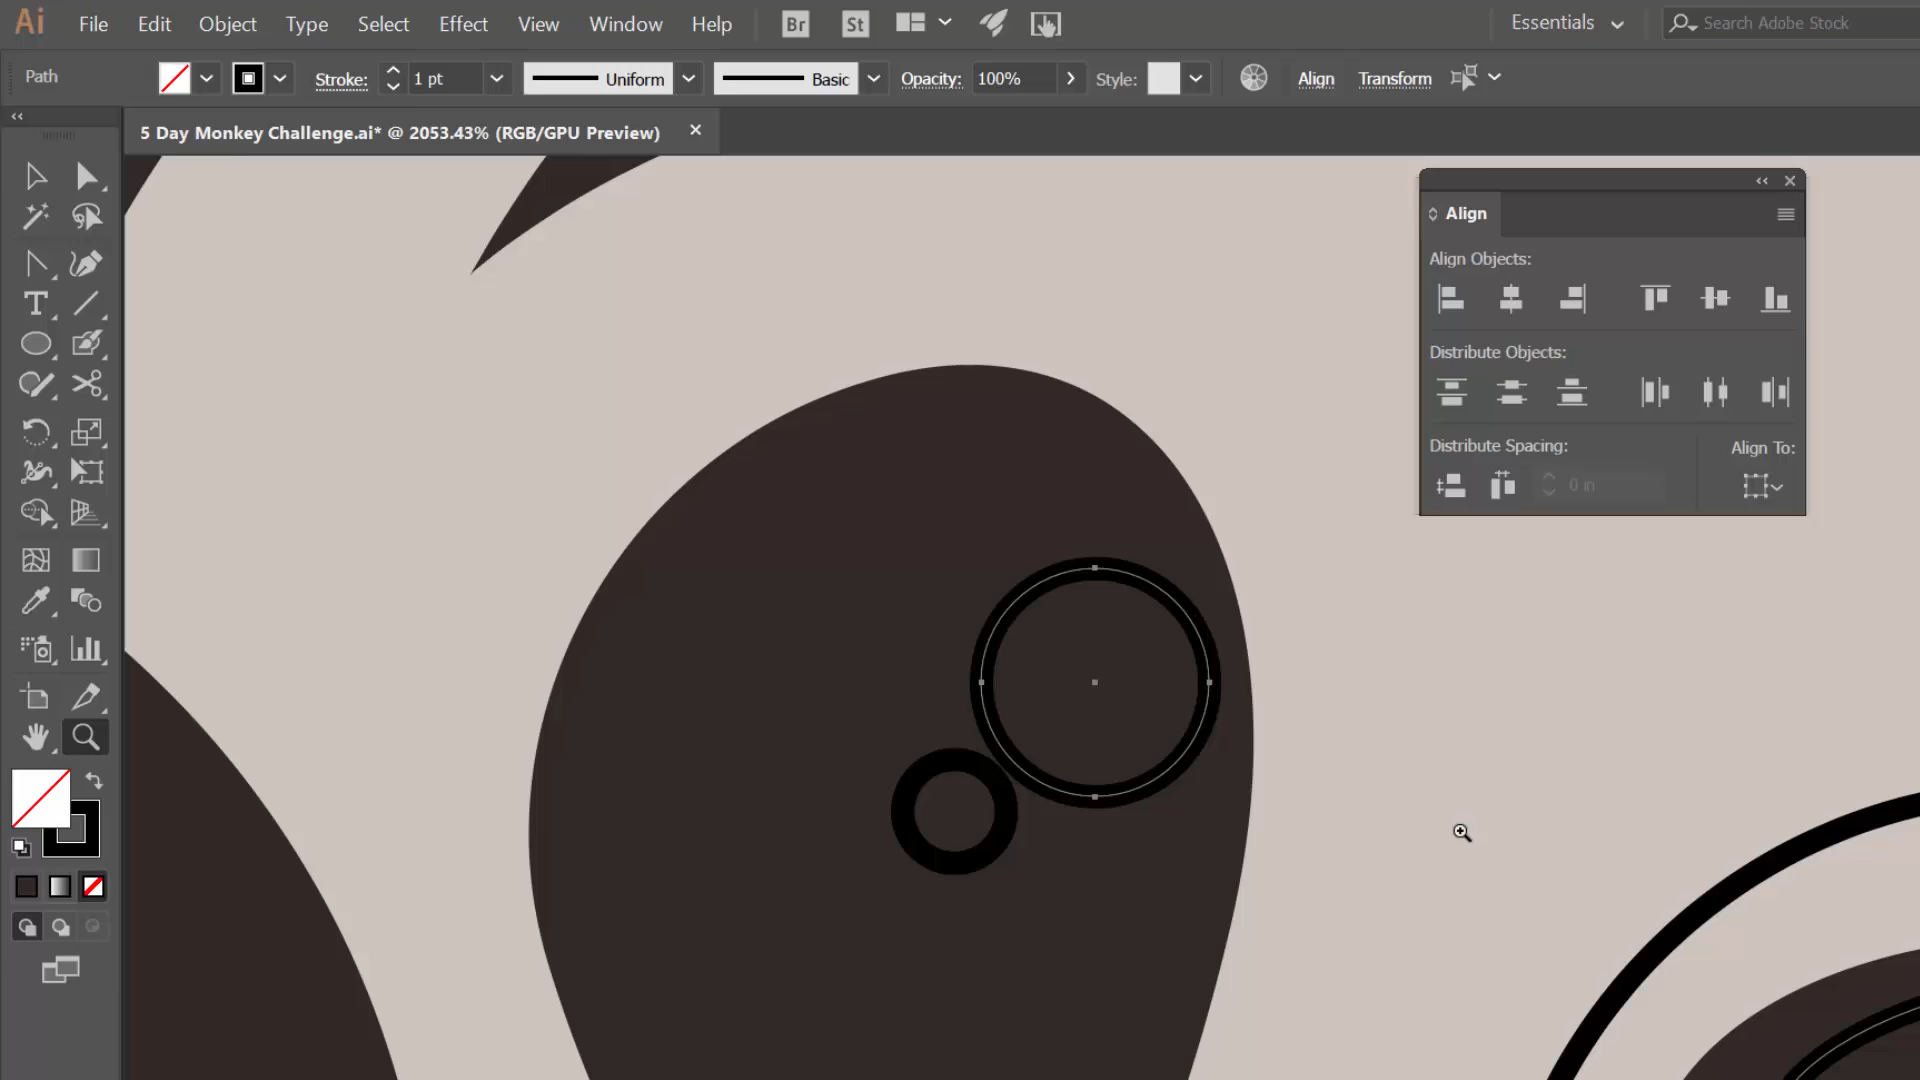 Ai File Edit Object Type Select Effect View Window Help Br St Essentials Search Adobe Stock
Path Stroke: 1 pt Uniform Basic Opacity: 100% Style: Align Transform
5 Day Monkey Challenge.ai* @ 2053.43% (RGB/GPU Preview)
Align
Align Objects:
Distribute Objects:
Distribute Spacing: Align To:
0 in